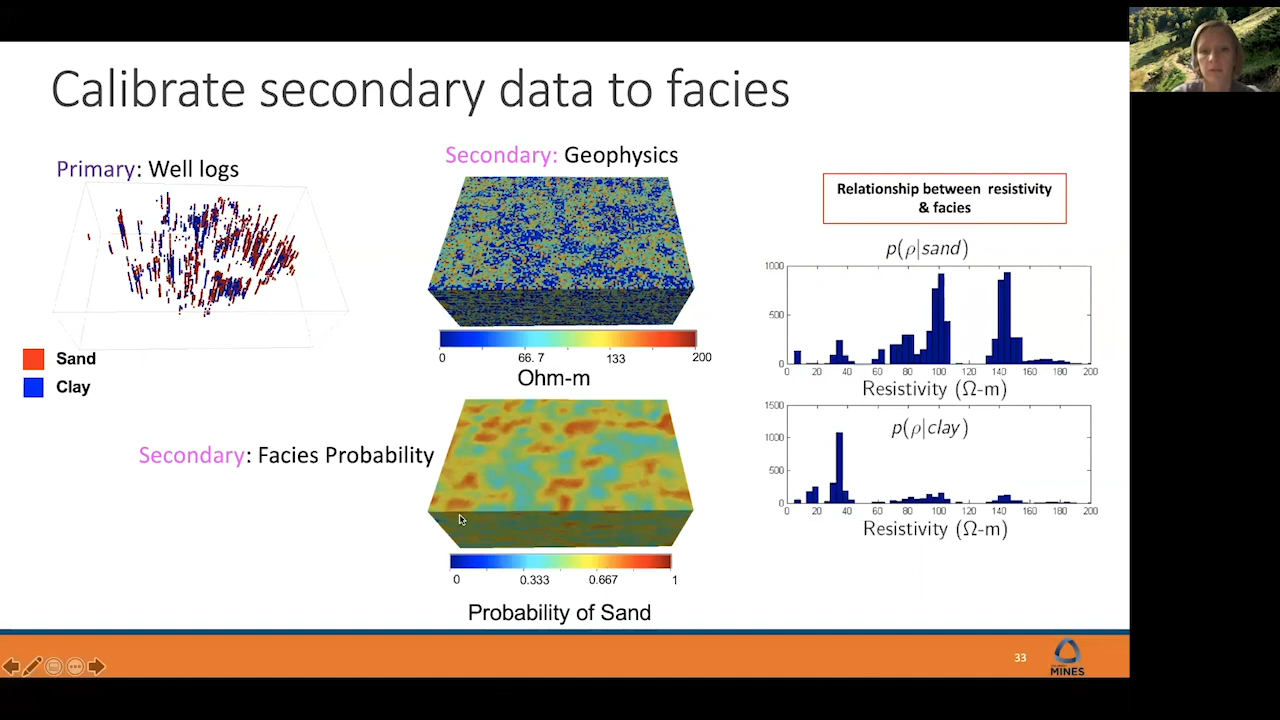 Calibrate secondary data to facies
Primary: Well logs
Sand
Clay
Secondary: Geophysics
0 66.7 133 200
Ohm-m
Secondary: Facies Probability
0 0.333 0.667 1
Probability of Sand
Relationship between resistivity
& facies
p(ρ|sand)
1000
500
0
0 20 40 60 80 100 120 140 160 180 200
Resistivity (Ω-m)
p(ρ|clay)
1500
1000
500
0
0 20 40 60 80 100 120 140 160 180 200
Resistivity (Ω-m)
33
MINES